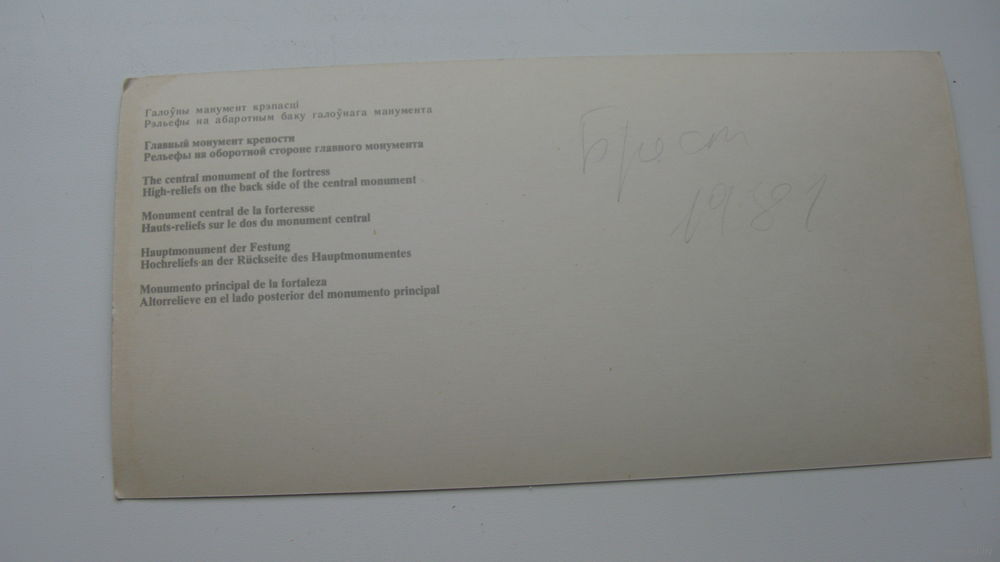 Галоўны манумент крэпасці
Рэльефы на абаротным баку галоўнага манумента
Главный монумент крепости
Рельефы на оборотной стороне главного монумента
The central monument of the fortress
High-reliefs on the back side of the central monument
Monument central de la forteresse
Hauts-reliefs sur le dos du monument central
Hauptmonument der Festung
Hochreliefs an der Rückseite des Hauptmonumentes
Monumento principal de la fortaleza
Altorrelieve en el lado posterior del monumento principal
Брест
1981